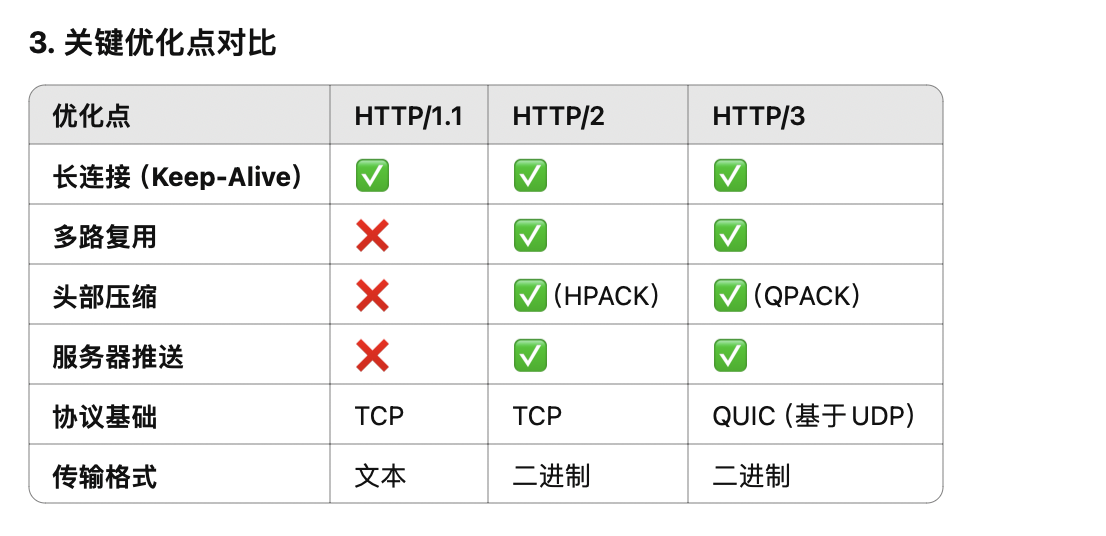 3. 关键优化点对比
优化点 HTTP/1.1 HTTP/2 HTTP/3
长连接（Keep-Alive） ✅ ✅ ✅
多路复用 ❌ ✅ ✅
头部压缩 ❌ ✅（HPACK） ✅（QPACK）
服务器推送 ❌ ✅ ✅
协议基础 TCP TCP QUIC（基于 UDP）
传输格式 文本 二进制 二进制